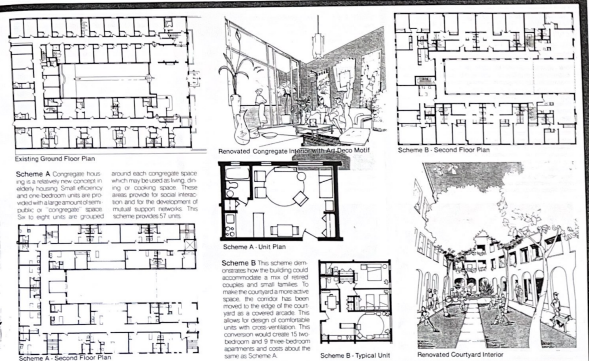 Existing Ground Floor Plan
Scheme A Congregate hous-
ing is a relatively new concept in
elderly housing. Small efficiency
and one-bedroom units are pro-
vided with a large amount of semi-
public or "congregate" space.
Six to eight units are grouped
around each congregate space
which may be used as living, din-
ing or cooking space. These
areas provide for social interac-
tion and for the development of
mutual support networks. This
scheme provides 57 units.
Scheme A - Second Floor Plan
Renovated Congregate Interior with Art Deco Motif
Scheme A - Unit Plan
Scheme B This scheme dem-
onstrates how the building could
accommodate a mix of retired
couples and small families. To
make the courtyard a more active
space, the corridor has been
moved to the edge of the court-
yard as a covered arcade. This
allows for design of comfortable
units with cross-ventilation. This
conversion would create 15 two-
bedroom and 9 three-bedroom
apartments and costs about the
same as Scheme A.
Scheme B - Typical Unit
Scheme B - Second Floor Plan
Renovated Courtyard Interior